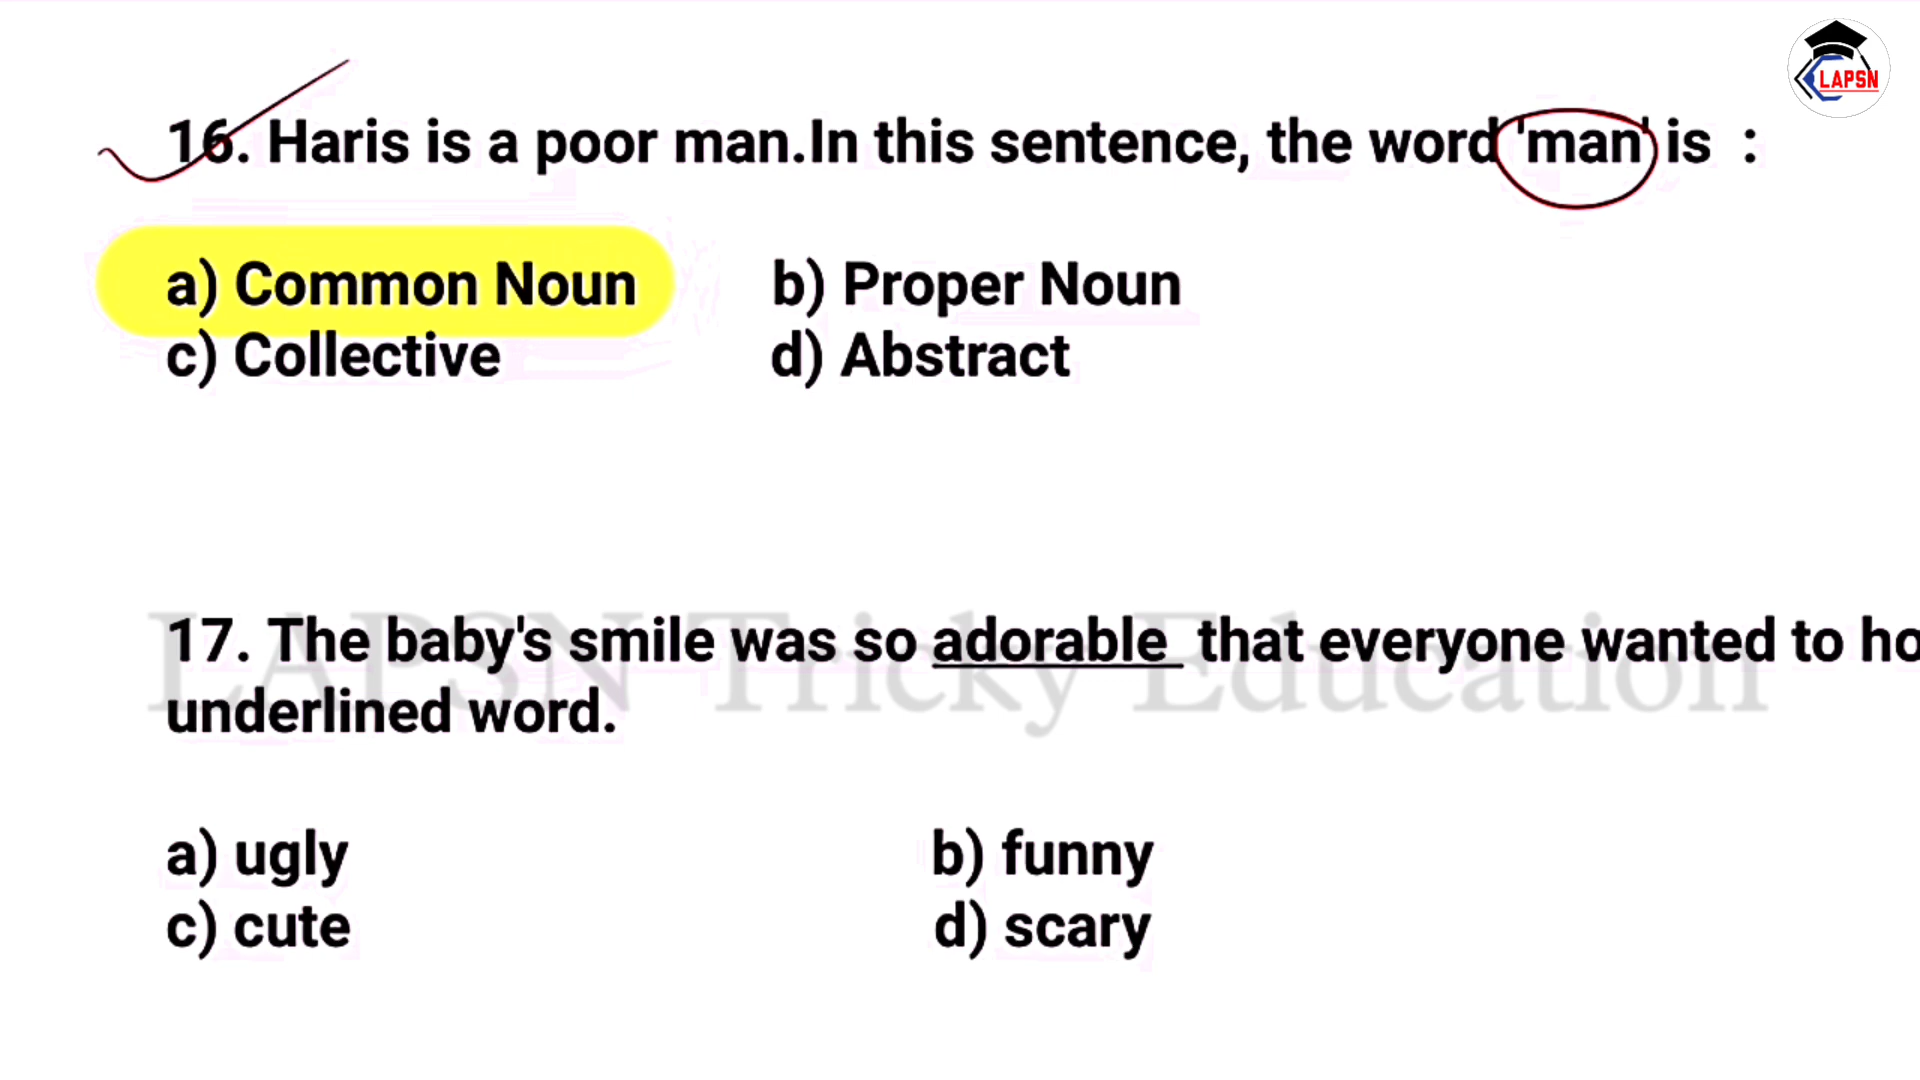 LAPSN
16. Haris is a poor man.In this sentence, the word 'man' is :
a) Common Noun b) Proper Noun
c) Collective d) Abstract
LAPSN Tricky Education
17. The baby's smile was so adorable that everyone wanted to ho
underlined word.
a) ugly b) funny
c) cute d) scary